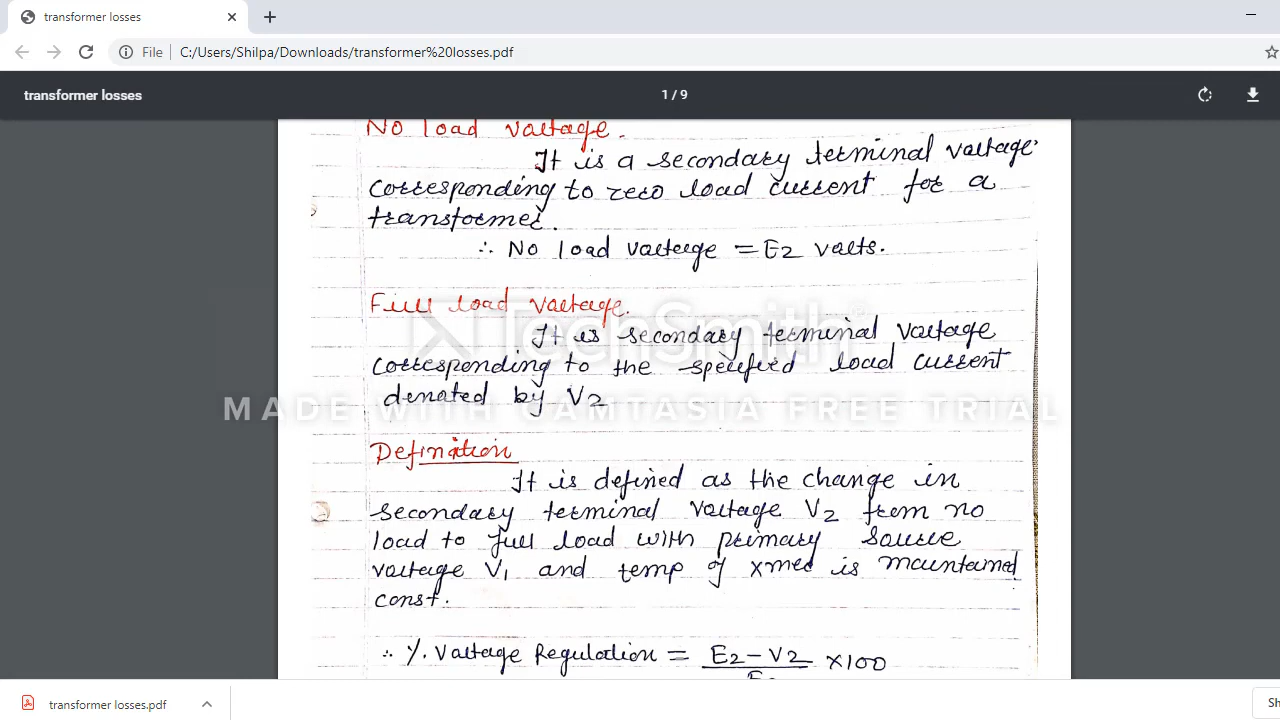 transformer losses
File
C:/Users/Shilpa/Downloads/transformer%20losses.pdf
transformer losses
1 / 9
No load voltage.
It is a secondary terminal voltage
corresponding to zero load current for a
transformer.
∴ No load voltage = E2 volts.
Full load voltage.
TechSmith®
It is secondary terminal voltage
corresponding to the specified load current
denoted by V2
MADE WITH CAMTASIA FREE TRIAL
Defination
It is defined as the change in
secondary terminal voltage V2 from no
load to full load with primary source
voltage V1 and temp of xmer is maintained
const.
∴ %. Voltage Regulation = E2 - V2 / E2 ×100
transformer losses.pdf
Sh